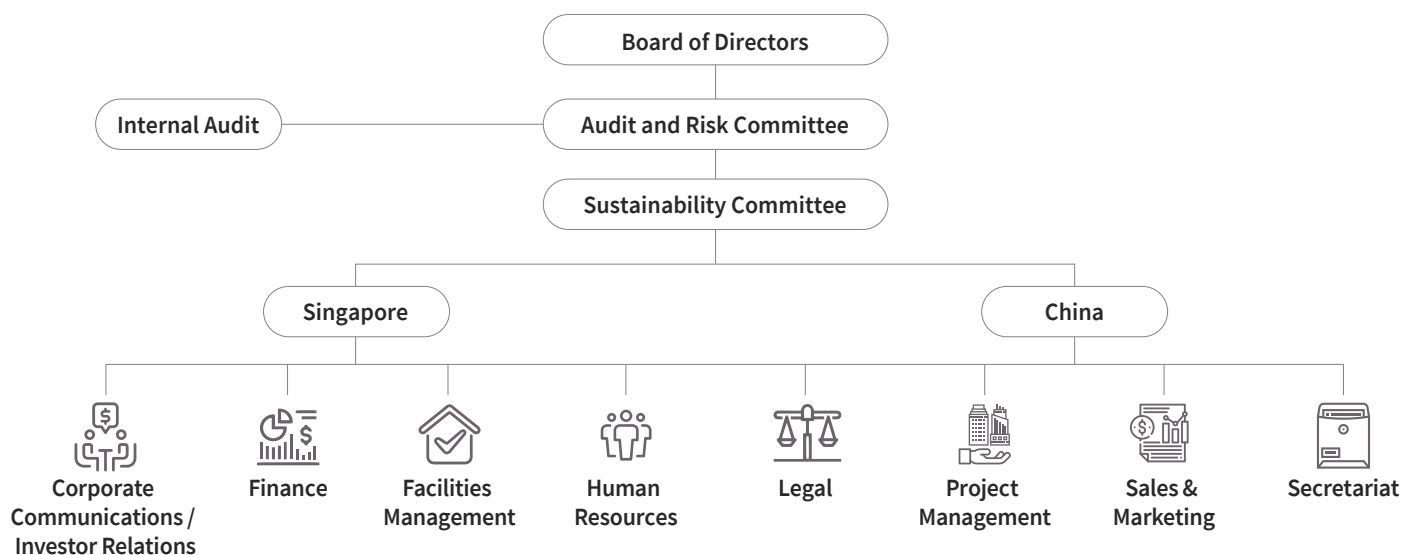 Board of Directors
Internal Audit
Audit and Risk Committee
Sustainability Committee
Singapore
China
$
$
$
Corporate
Communications /
Investor Relations
Finance
Facilities
Management
Human
Resources
Legal
Project
Management
Sales &
Marketing
Secretariat